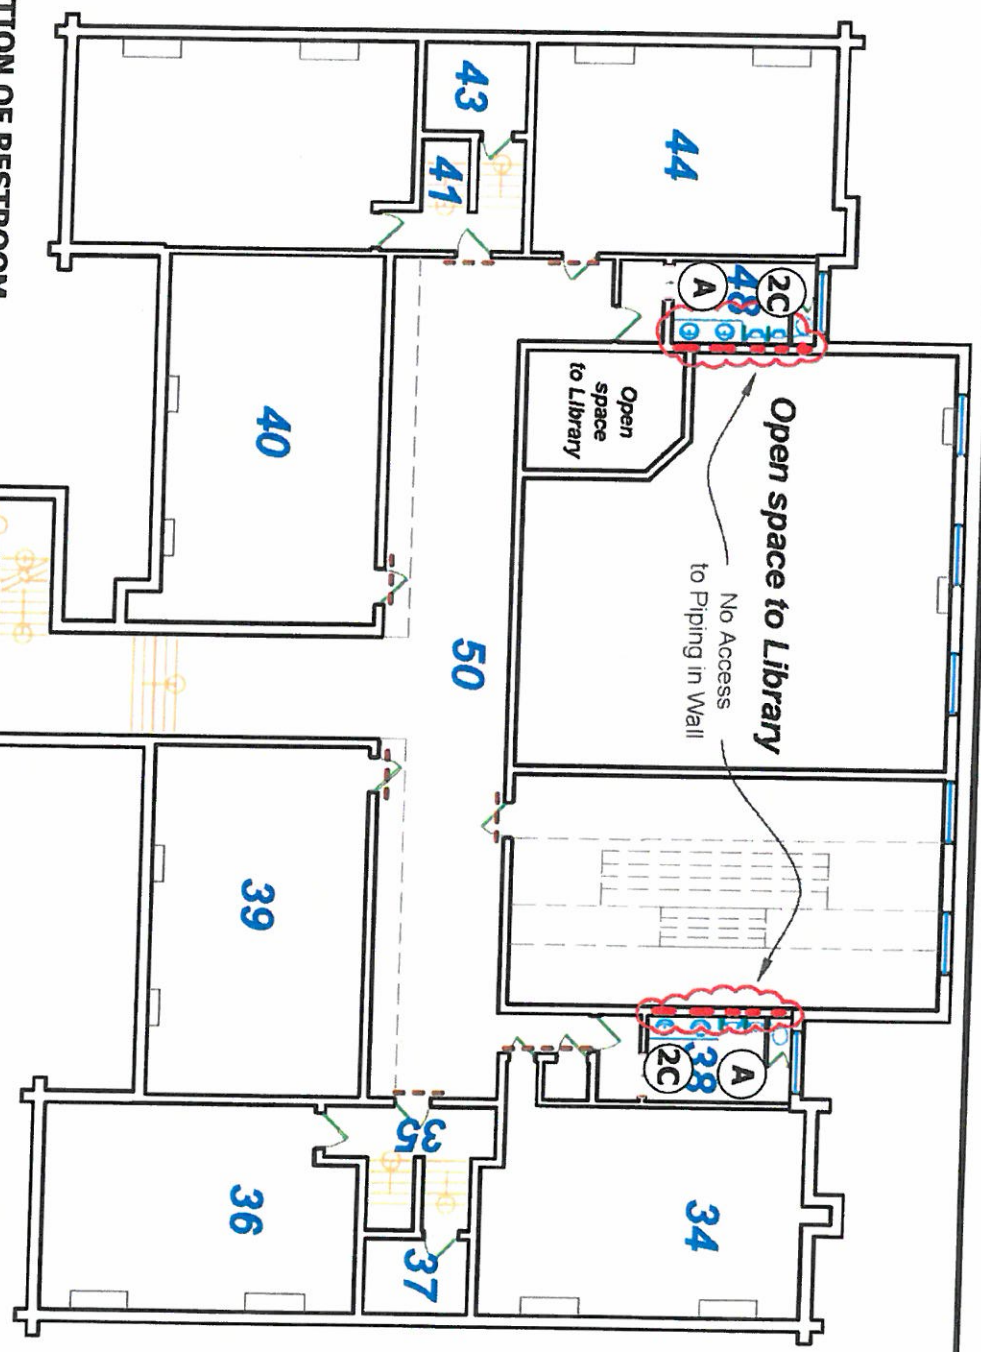 2C
48
A
Open space to Library
No Access
to Piping in Wall
A
38
2C
44
34
Open
space
to Library
43
50
41
35
37
40
39
36
TION OF RESTROOM